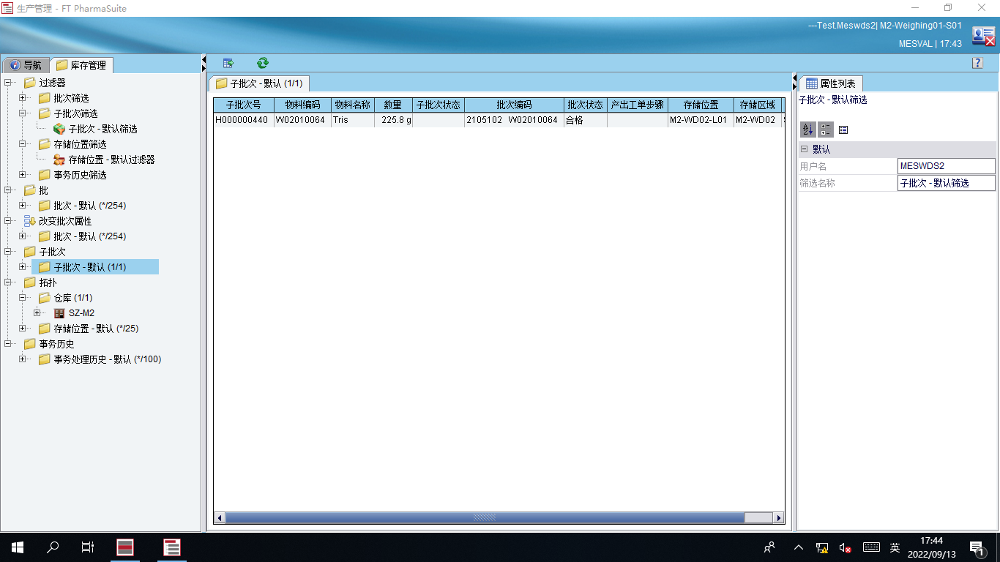 生产管理 - FT PharmaSuite
---Test.Meswds2| M2-Weighing01-S01
MESVAL | 17:43
导航
库存管理
过滤器
批次筛选
子批次筛选
子批次 - 默认筛选
存储位置筛选
存储位置 - 默认过滤器
事务历史筛选
批
批次 - 默认 (*/254)
改变批次属性
批次 - 默认 (*/254)
子批次
子批次 - 默认 (1/1)
拓扑
仓库 (1/1)
SZ-M2
存储位置 - 默认 (*/25)
事务历史
事务处理历史 - 默认 (*/100)
子批次 - 默认 (1/1)
子批次号 物料编码 物料名称 数量 子批次状态 批次编码 批次状态 产出工单步骤 存储位置 存储区域
H000000440 W02010064 Tris 225.8 g 2105102 W02010064 合格 M2-WD02-L01 M2-WD02
?
属性列表
子批次 - 默认筛选
默认
用户名 MESWDS2
筛选名称 子批次 - 默认筛选
英
17:44
2022/09/13
1